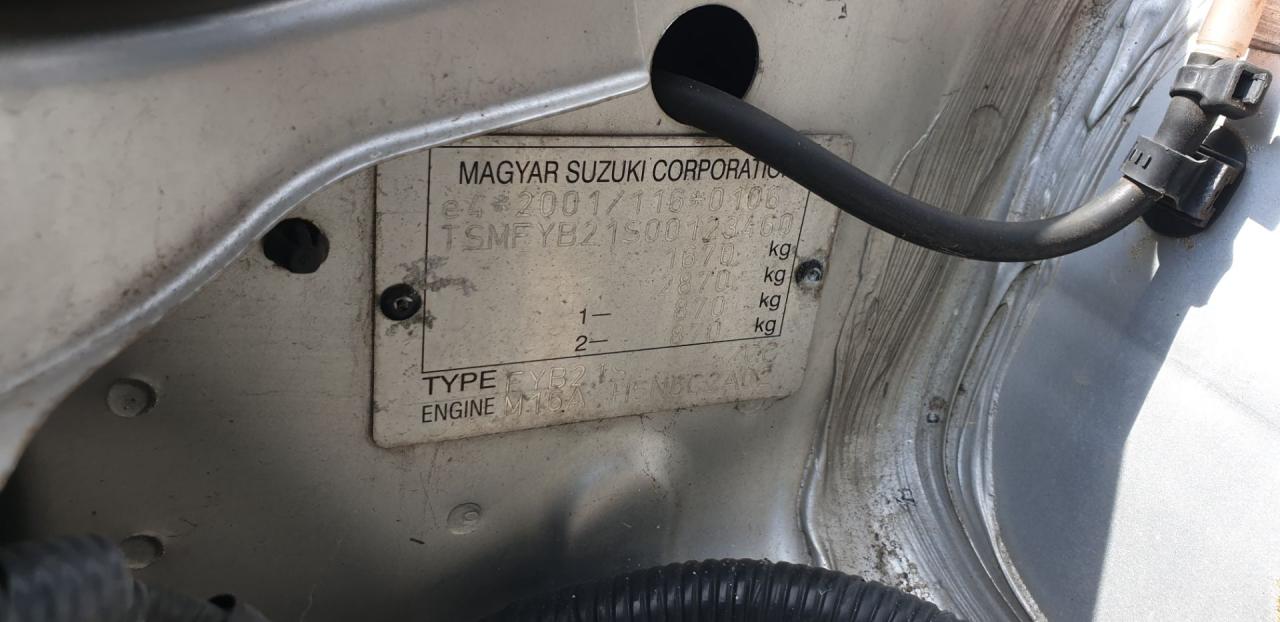 MAGYAR SUZUKI CORPORATIO
e4*2001/116*0106
TSMFYB21S00123460
1670 kg
2870 kg
1— 870 kg
2— 870 kg
TYPE
ENGINE M16A